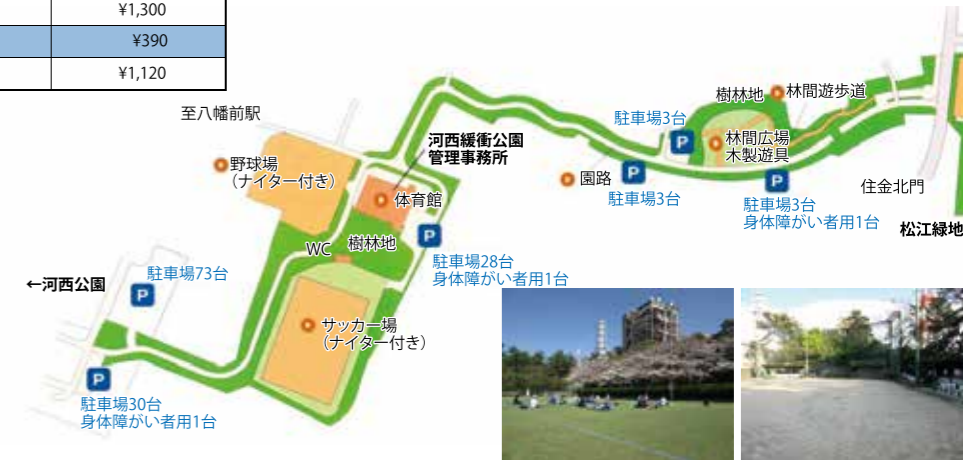 ¥1,300
¥390
¥1,120
至八幡前駅
野球場
（ナイター付き）
河西緩衝公園
管理事務所
体育館
樹林地
WC
駐車場28台
身体障がい者用1台
←河西公園
駐車場73台
サッカー場
（ナイター付き）
駐車場30台
身体障がい者用1台
樹林地
林間遊歩道
駐車場3台
林間広場
木製遊具
園路
駐車場3台
駐車場3台
身体障がい者用1台
住金北門
松江緑地
P
P
P
P
P
P